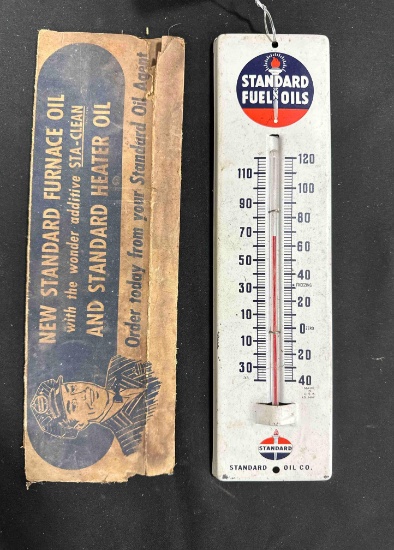 NEW STANDARD FURNACE OIL
with the wonder additive STA-CLEAN
AND STANDARD HEATER OIL
Order today from your Standard Oil Agent
STANDARD
FUEL OILS
120
110
100
90
80
70
60
50
40
FREEZING
30
20
10
0 ZERO
10
20
30
40
STANDARD
STANDARD OIL CO.